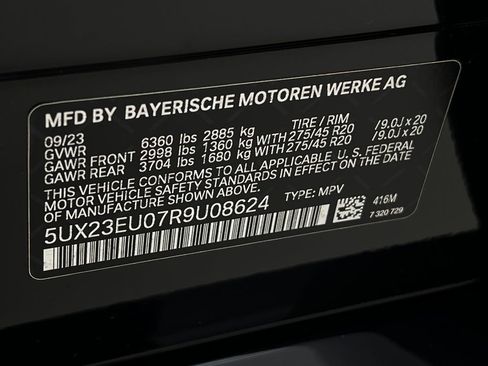 MFD BY BAYERISCHE MOTOREN WERKE AG
09/23 TIRE / RIM
GVWR 6360 lbs 2885 kg
GAWR FRONT 2998 lbs 1360 kg WITH 275/45 R20 /9.0J x 20
GAWR REAR 3704 lbs 1680 kg WITH 275/45 R20 /9.0J x 20
THIS VEHICLE CONFORMS TO ALL APPLICABLE U.S. FEDERAL
MOTOR VEHICLE SAFETY STANDARDS IN EFFECT ON THE DATE
OF MANUFACTURE SHOWN ABOVE.
5UX23EU07R9U08624 TYPE: MPV
416M
7 320 729